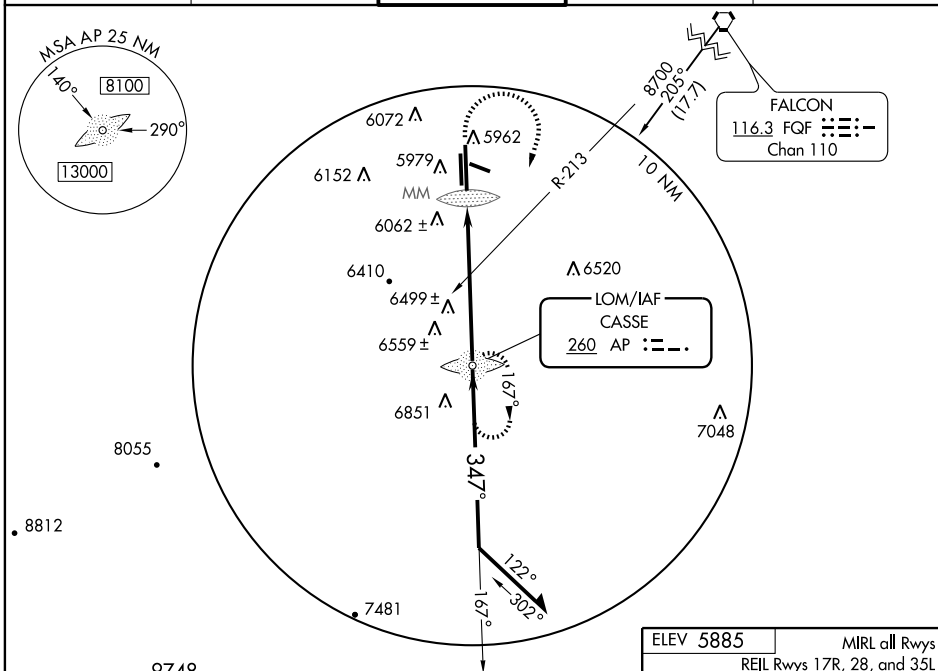 MSA AP 25 NM
140°
8100
290°
13000
8700
205°
(17.7)
FALCON
116.3 FQF
Chan 110
10 NM
R-213
6072
5962
5979
6152
MM
6062 ±
6410
6520
6499 ±
6559 ±
LOM/IAF
CASSE
260 AP
167°
6851
7048
8055
347°
8812
122°
302°
7481
167°
9748
ELEV 5885
MIRL all Rwys
REIL Rwys 17R, 28, and 35L